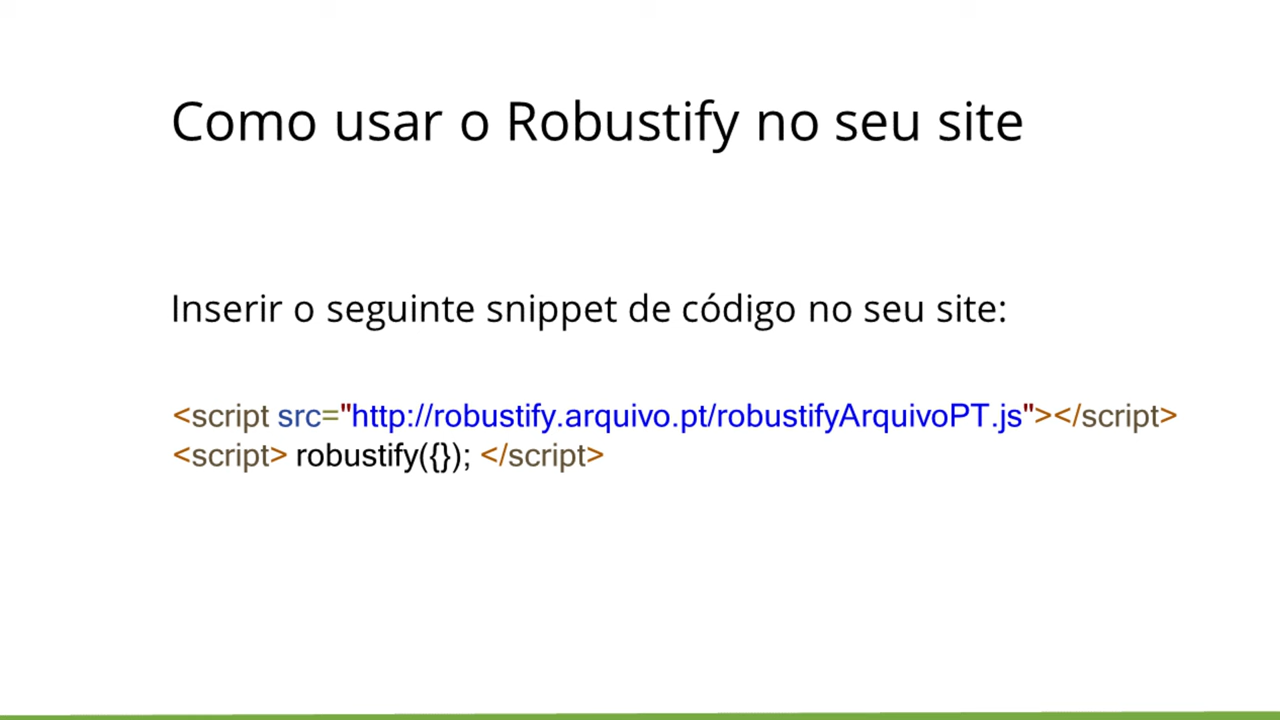 Como usar o Robustify no seu site
Inserir o seguinte snippet de código no seu site:
<script src="http://robustify.arquivo.pt/robustifyArquivoPT.js"></script>
<script> robustify({}); </script>